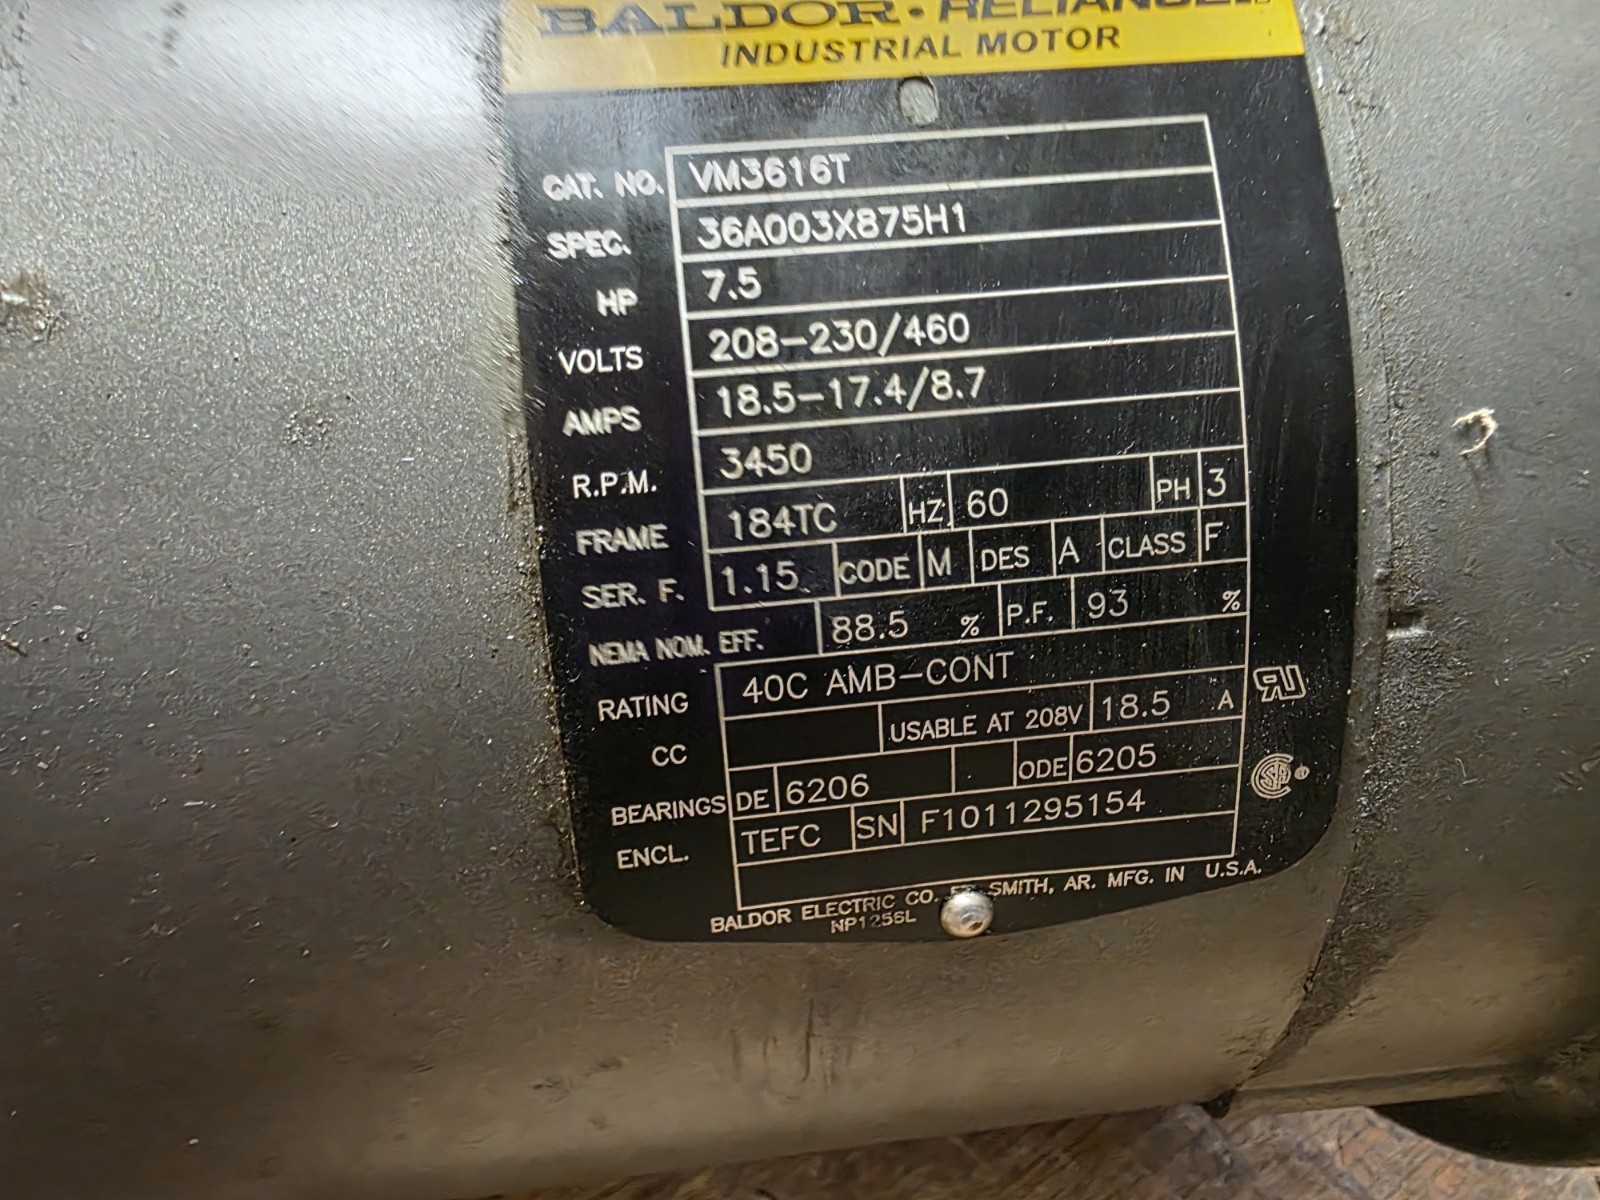 BALDOR • RELIANCER
INDUSTRIAL MOTOR
CAT. NO. VM3616T
SPEC. 36A003X875H1
HP 7.5
VOLTS 208-230/460
AMPS 18.5-17.4/8.7
R.P.M. 3450
FRAME 184TC HZ 60 PH 3
SER. F. 1.15 CODE M DES A CLASS F
NEMA NOM. EFF. 88.5 % P.F. 93 %
RATING 40C AMB-CONT
CC USABLE AT 208V 18.5 A
BEARINGS DE 6206 ODE 6205
ENCL. TEFC SN F1011295154
BALDOR ELECTRIC CO. SMITH, AR. MFG. IN U.S.A.
NP1256L